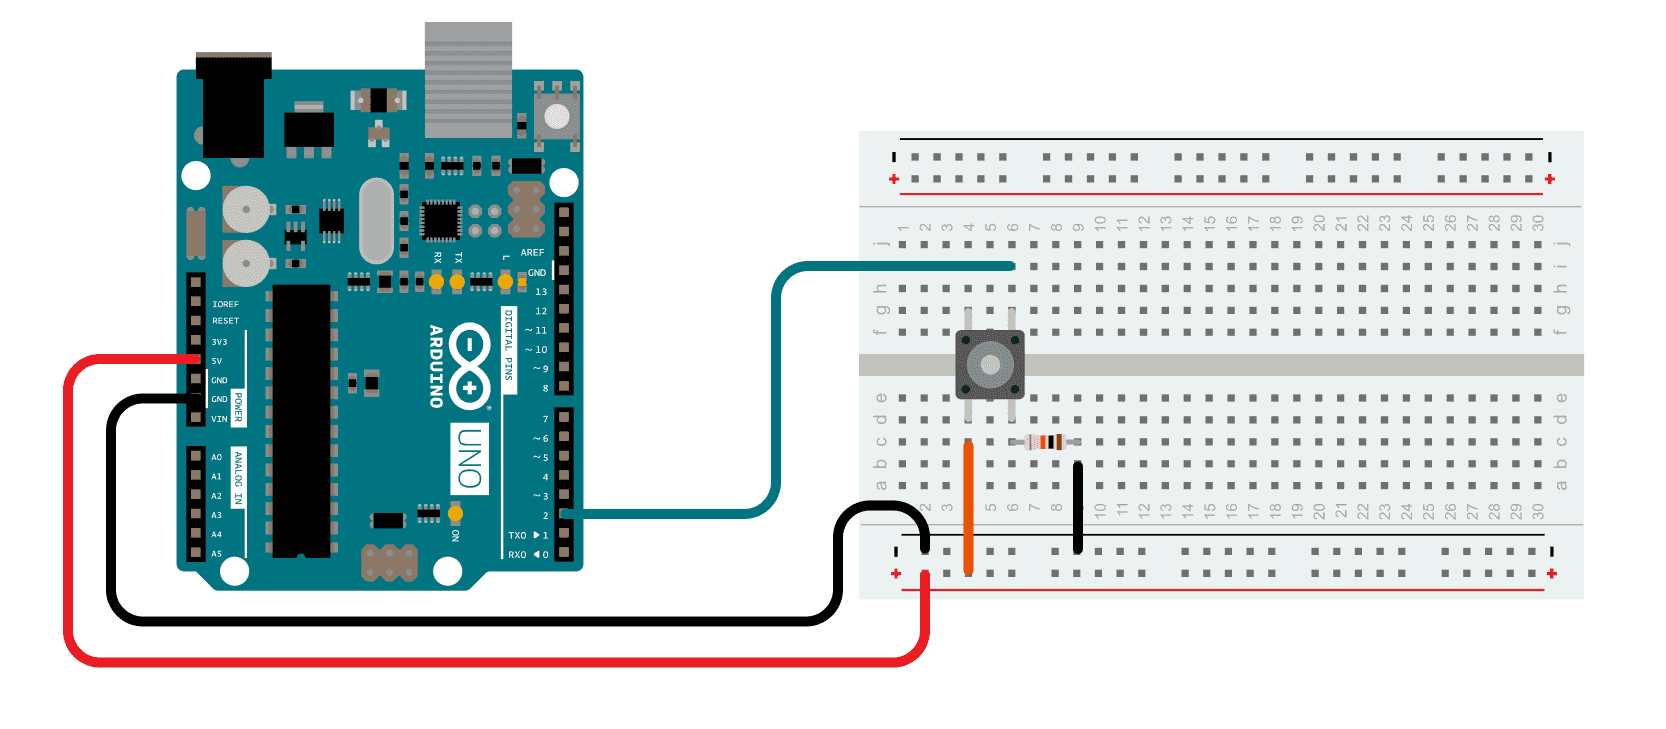 IOREF
RESET
3V3
5V
GND
GND
VIN
POWER
A0
A1
A2
A3
A4
A5
ANALOG IN
RX
TX
L
ARDUINO
UNO
ON
AREF
GND
13
12
~11
~10
~9
8
DIGITAL PINS
7
~6
~5
4
~3
2
TX0 ▶ 1
RX0 ◀ 0
- -
+ +
1 2 3 4 5 6 7 8 9 10 11 12 13 14 15 16 17 18 19 20 21 22 23 24 25 26 27 28 29 30
j j
i i
h h
g g
f f
e e
d d
c c
b b
a a
2 3 5 6 7 8 10 11 12 13 14 15 16 17 18 19 20 21 22 23 24 25 26 27 28 29 30
- -
+ +